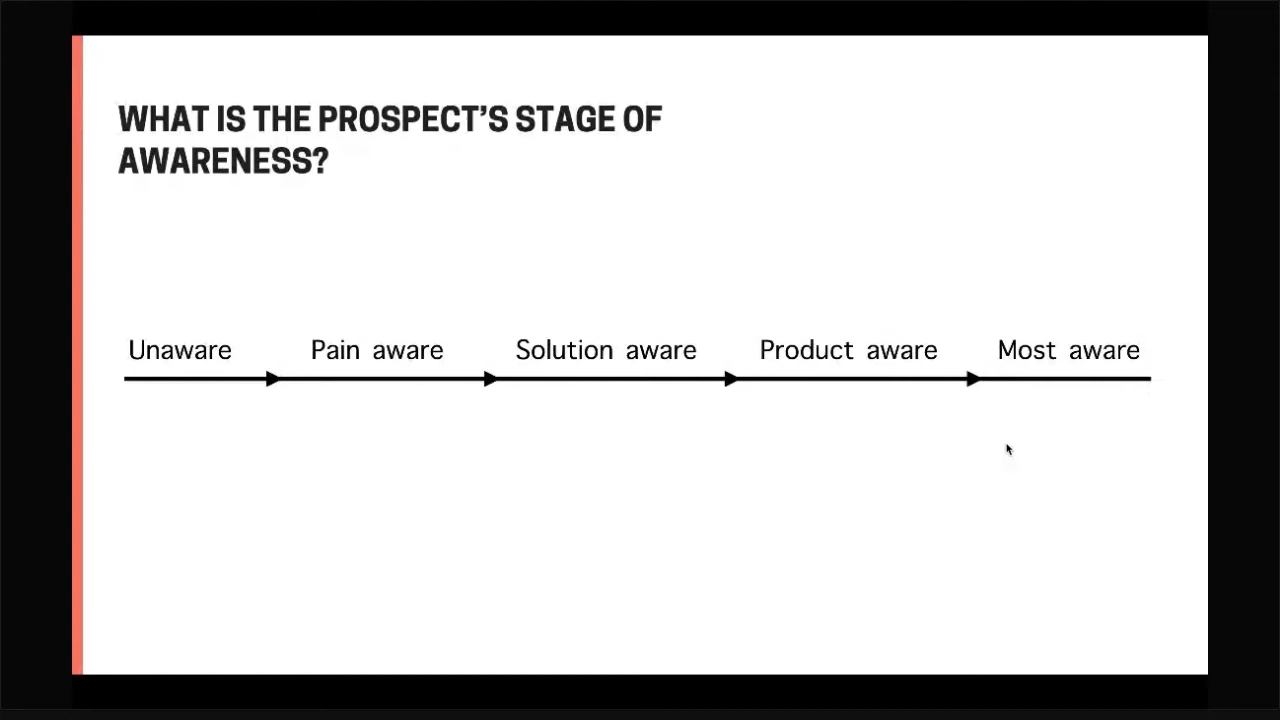 WHAT IS THE PROSPECT’S STAGE OF
AWARENESS?
Unaware Pain aware Solution aware Product aware Most aware